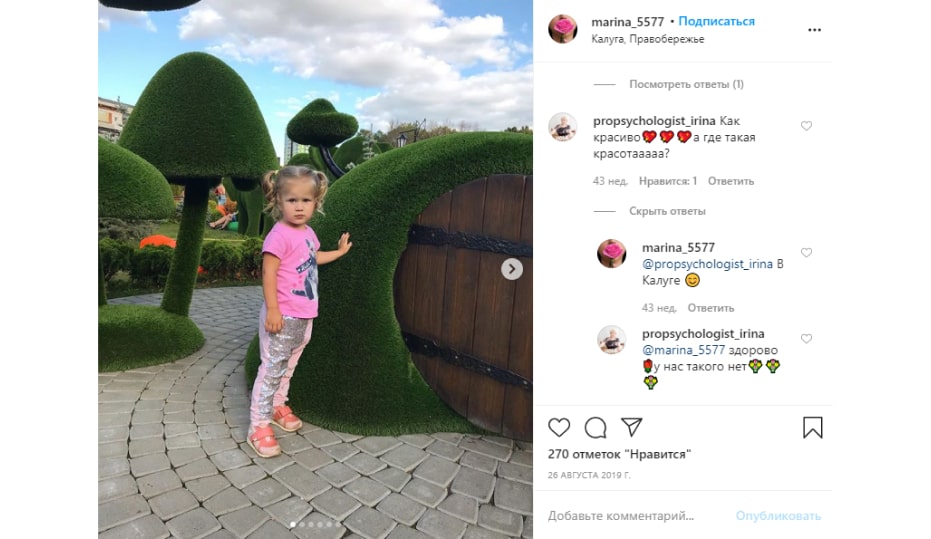 marina_5577 • Подписаться
Калуга, Правобережье
Посмотреть ответы (1)
propsychologist_irina Как
красиво💖💖💖а где такая
красотааааа?
43 нед. Нравится: 1 Ответить
Скрыть ответы
marina_5577
@propsychologist_irina В
Калуге 😊
43 нед. Ответить
propsychologist_irina
@marina_5577 здорово
🌹у нас такого нет💐💐
💐
270 отметок "Нравится"
26 АВГУСТА 2019 Г.
Добавьте комментарий... Опубликовать